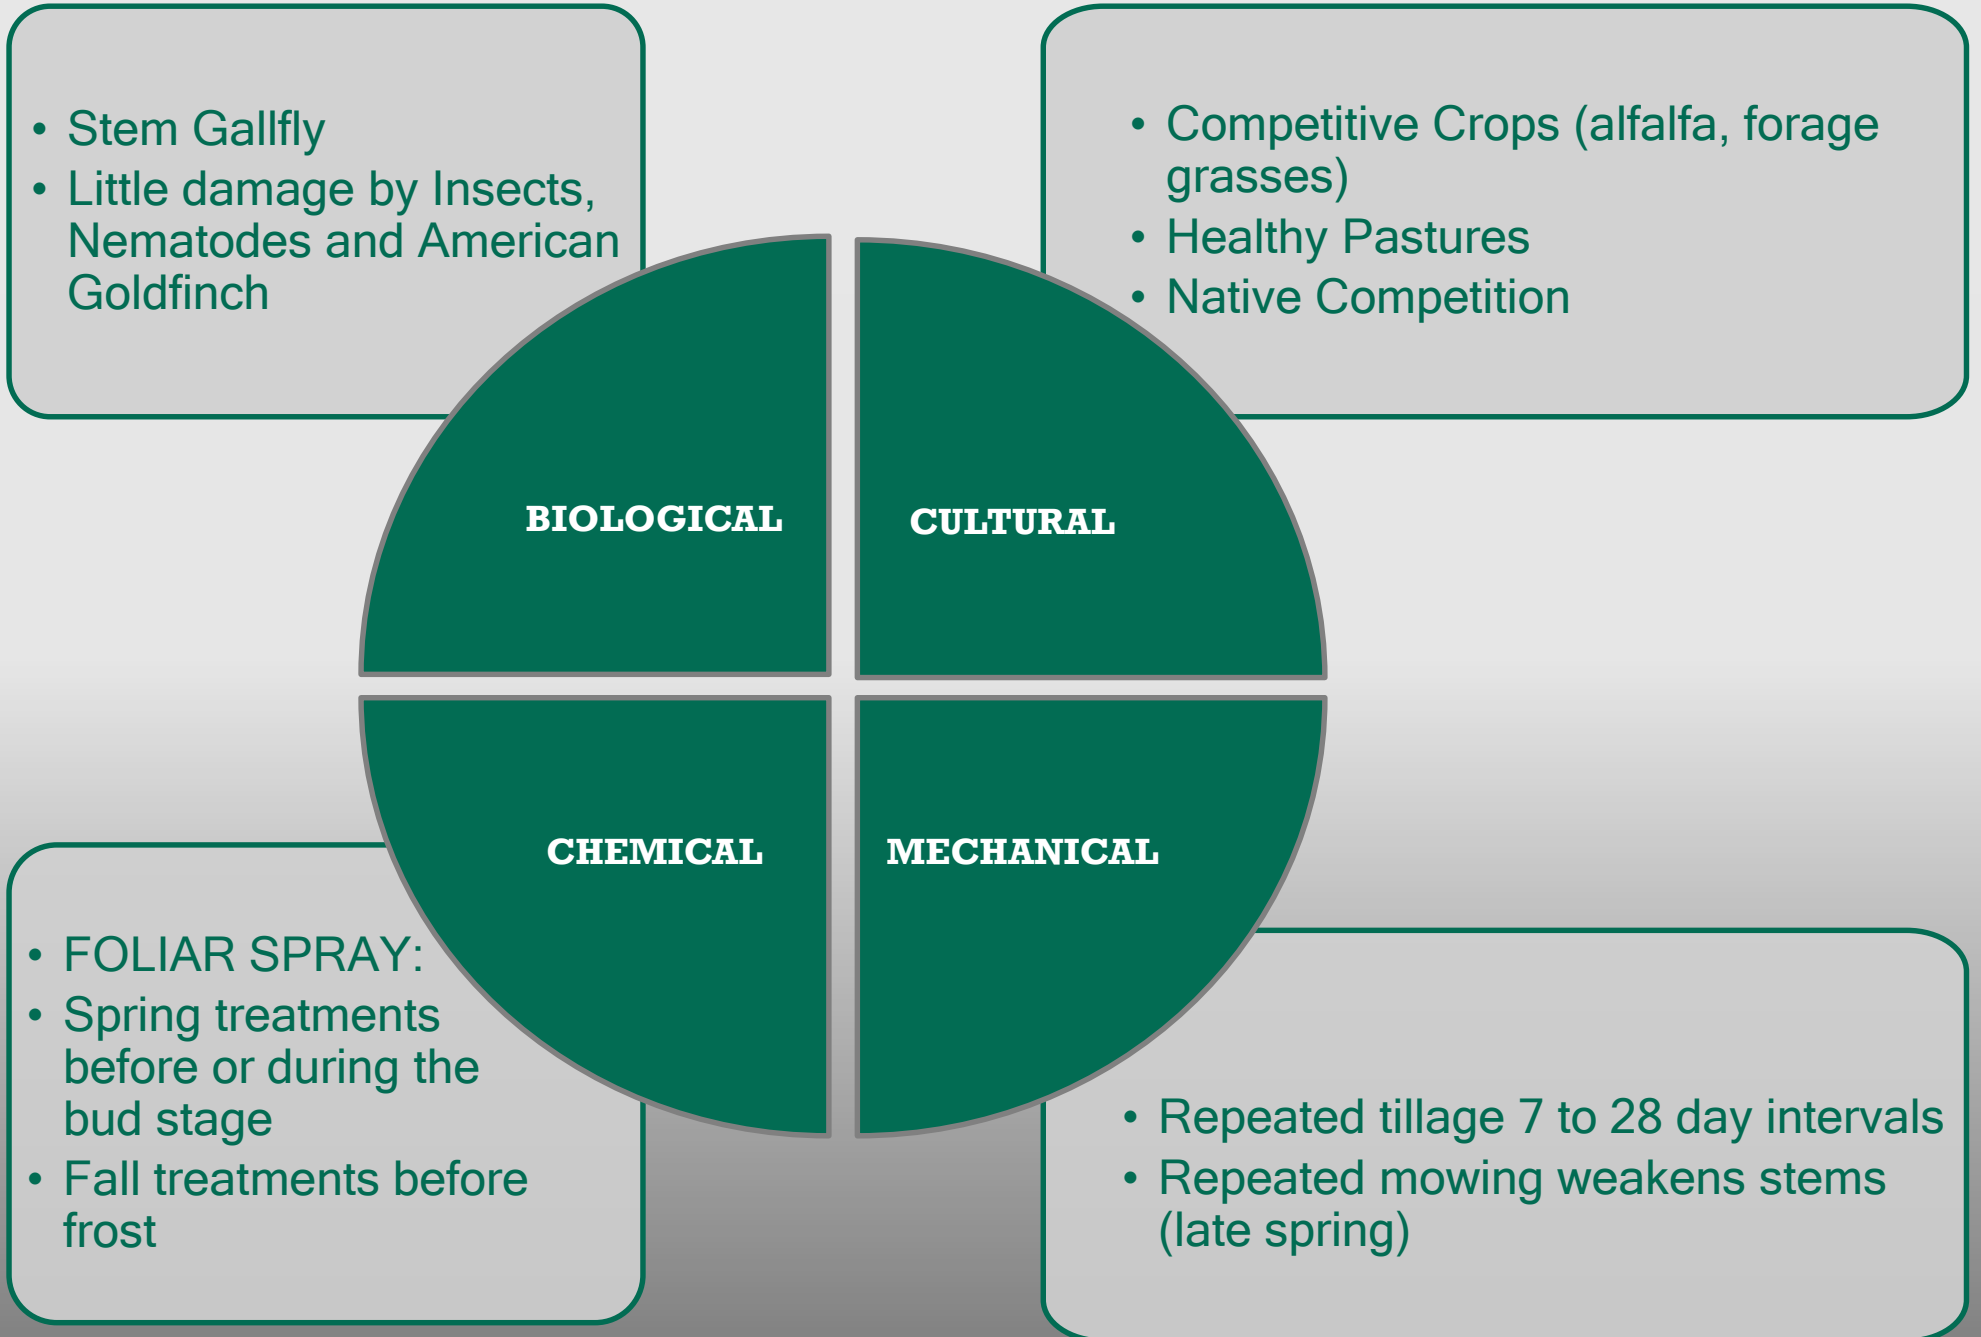 • Stem Gallfly
• Little damage by Insects,
Nematodes and American
Goldfinch
• Competitive Crops (alfalfa, forage
grasses)
• Healthy Pastures
• Native Competition
BIOLOGICAL
CULTURAL
CHEMICAL
MECHANICAL
• FOLIAR SPRAY:
• Spring treatments
before or during the
bud stage
• Fall treatments before
frost
• Repeated tillage 7 to 28 day intervals
• Repeated mowing weakens stems
(late spring)